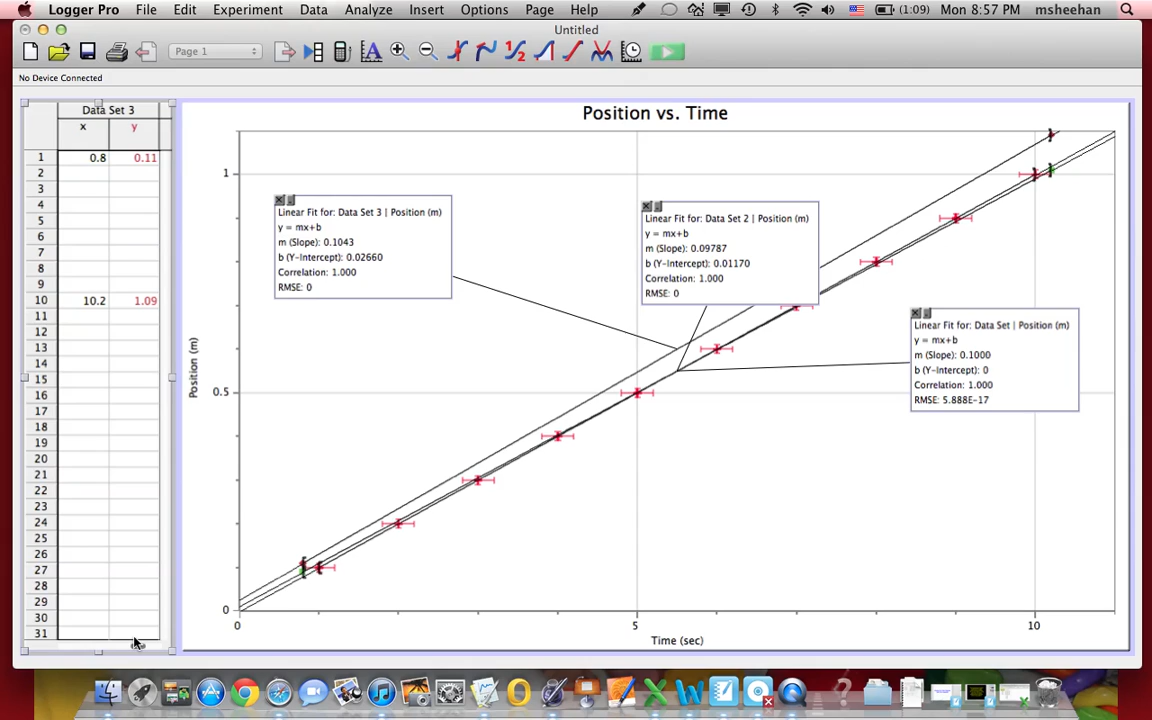 Logger Pro File Edit Experiment Data Analyze Insert Options Page Help (1:09) Mon 8:57 PM msheehan
Untitled
Page 1
No Device Connected
Data Set 3
x y
1 0.8 0.11
2
3
4
5
6
7
8
9
10 10.2 1.09
11
12
13
14
15
16
17
18
19
20
21
22
23
24
25
26
27
28
29
30
31
Position vs. Time
Linear Fit for: Data Set 3 | Position (m)
y = mx+b
m (Slope): 0.1043
b (Y-Intercept): 0.02660
Correlation: 1.000
RMSE: 0
Linear Fit for: Data Set 2 | Position (m)
y = mx+b
m (Slope): 0.09787
b (Y-Intercept): 0.01170
Correlation: 1.000
RMSE: 0
Linear Fit for: Data Set | Position (m)
y = mx+b
m (Slope): 0.1000
b (Y-Intercept): 0
Correlation: 1.000
RMSE: 5.888E-17
Position (m)
1
0.5
0
0 5 10
Time (sec)